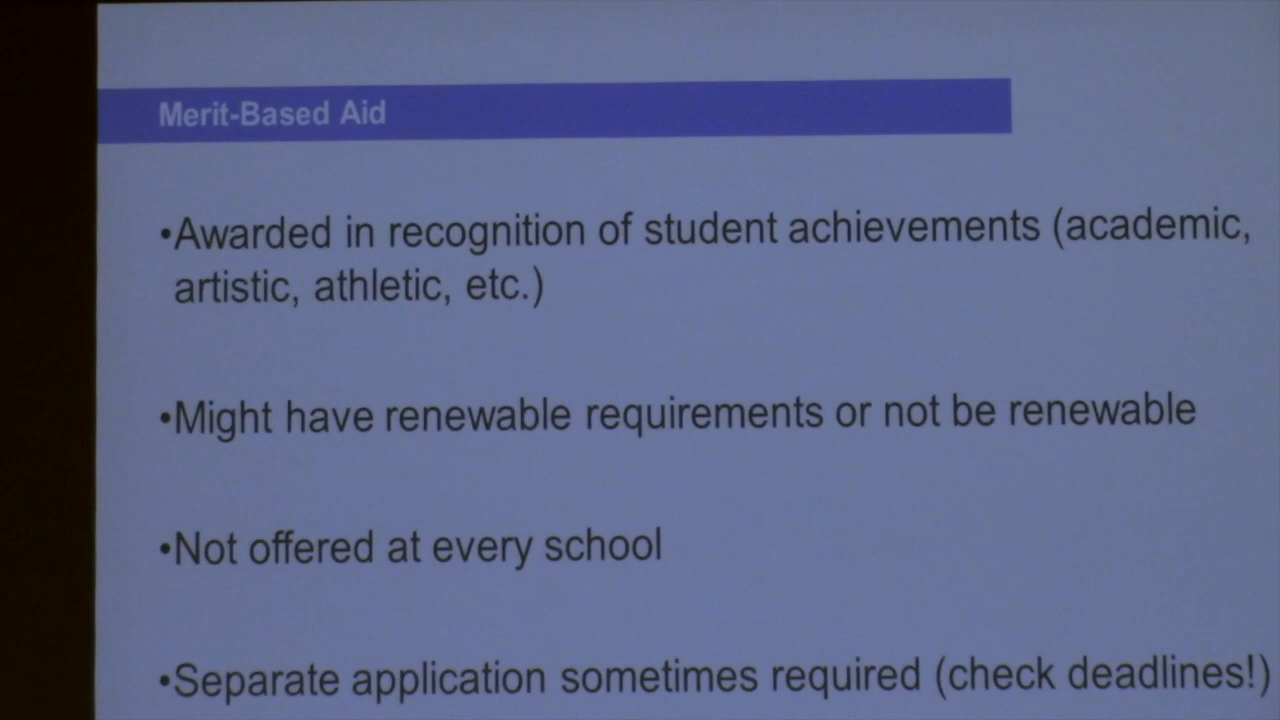 Merit-Based Aid
•Awarded in recognition of student achievements (academic,
artistic, athletic, etc.)
•Might have renewable requirements or not be renewable
•Not offered at every school
•Separate application sometimes required (check deadlines!)